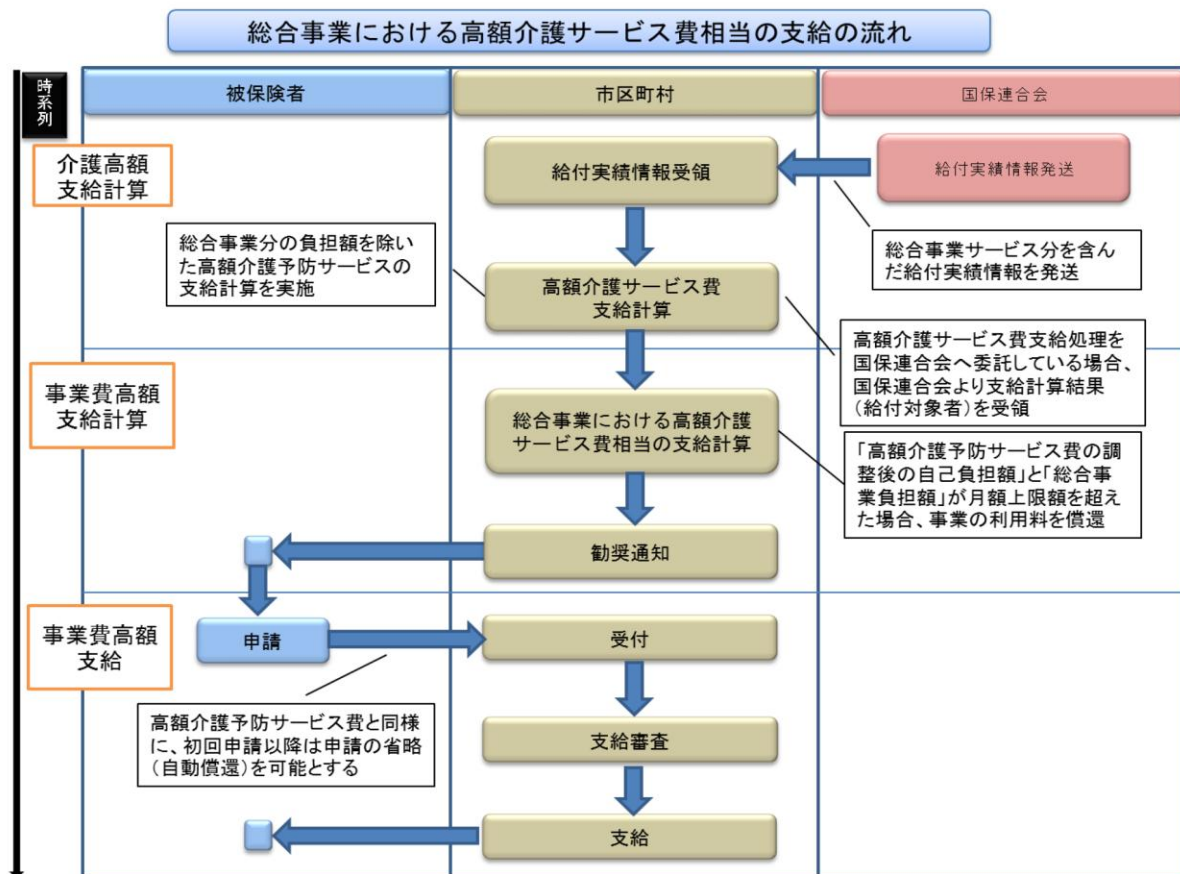 総合事業における高額介護サービス費相当の支給の流れ
時系列
被保険者
市区町村
国保連合会
介護高額
支給計算
給付実績情報受領
給付実績情報発送
総合事業サービス分を含ん
だ給付実績情報を発送
総合事業分の負担額を除い
た高額介護予防サービスの
支給計算を実施
高額介護サービス費
支給計算
高額介護サービス費支給処理を
国保連合会へ委託している場合、
国保連合会より支給計算結果
（給付対象者）を受領
事業費高額
支給計算
総合事業における高額介護
サービス費相当の支給計算
「高額介護予防サービス費の調
整後の自己負担額」と「総合事
業負担額」が月額上限額を超え
た場合、事業の利用料を償還
勧奨通知
事業費高額
支給
申請
受付
高額介護予防サービス費と同様
に、初回申請以降は申請の省略
（自動償還）を可能とする
支給審査
支給